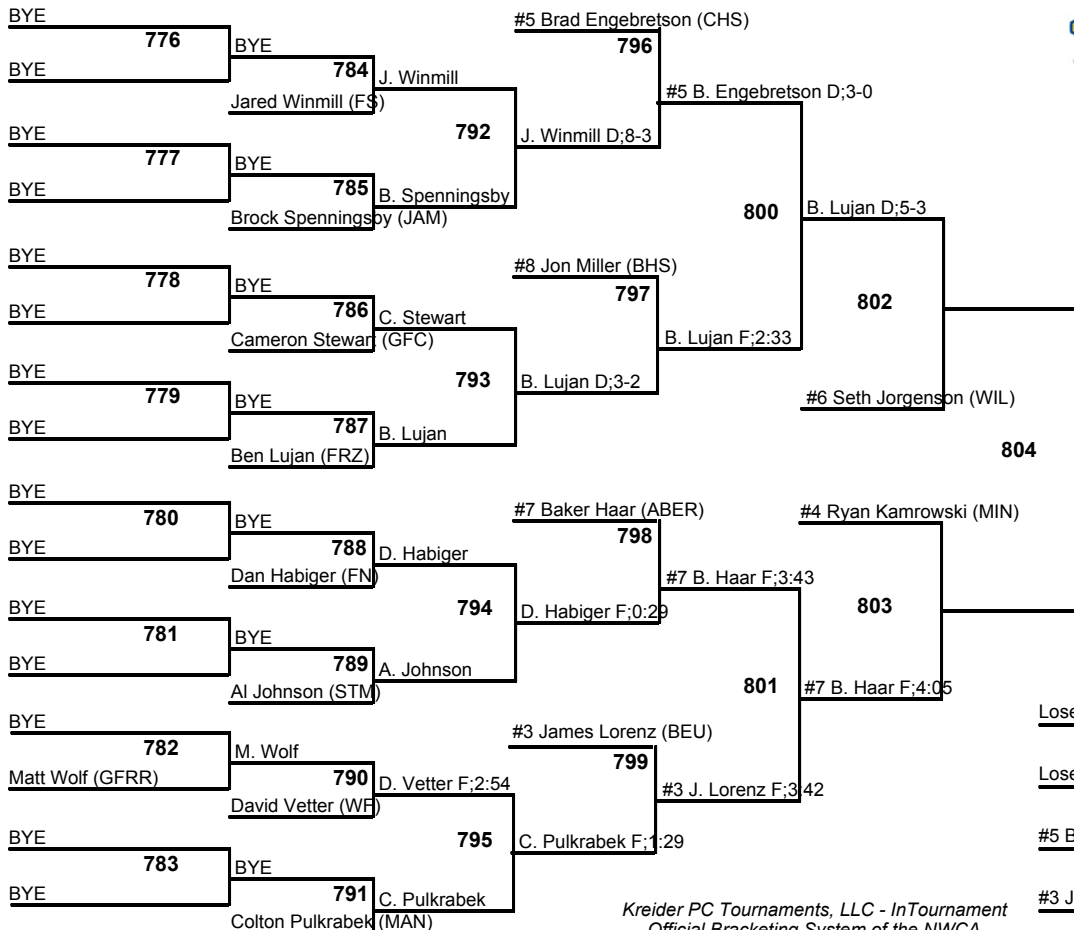 BYE
776
BYE
BYE
784
Jared Winmill (FS)
J. Winmill
792
BYE
777
BYE
BYE
785
Brock Spenningsby (JAM)
B. Spenningsby
J. Winmill D;8-3
#5 Brad Engebretson (CHS)
796
#5 B. Engebretson D;3-0
BYE
778
BYE
BYE
786
Cameron Stewart (GFC)
C. Stewart
793
BYE
779
BYE
BYE
787
Ben Lujan (FRZ)
B. Lujan
B. Lujan D;3-2
#8 Jon Miller (BHS)
797
B. Lujan F;2:33
800
B. Lujan D;5-3
802
#6 Seth Jorgenson (WIL)
804
BYE
780
BYE
BYE
788
Dan Habiger (FN)
D. Habiger
794
BYE
781
BYE
BYE
789
Al Johnson (STM)
A. Johnson
D. Habiger F;0:29
#7 Baker Haar (ABER)
798
#7 B. Haar F;3:43
BYE
782
Matt Wolf (GFRR)
M. Wolf
790
David Vetter (WF)
D. Vetter F;2:54
795
BYE
783
BYE
BYE
791
Colton Pulkrabek (MAN)
C. Pulkrabek
C. Pulkrabek F;1:29
#3 James Lorenz (BEU)
799
#3 J. Lorenz F;3:42
801
#7 B. Haar F;4:05
#4 Ryan Kamrowski (MIN)
803
Lose
Lose
#5 B
#3 J
Kreider PC Tournaments, LLC - InTournament
Official Bracketing System of the NWCA